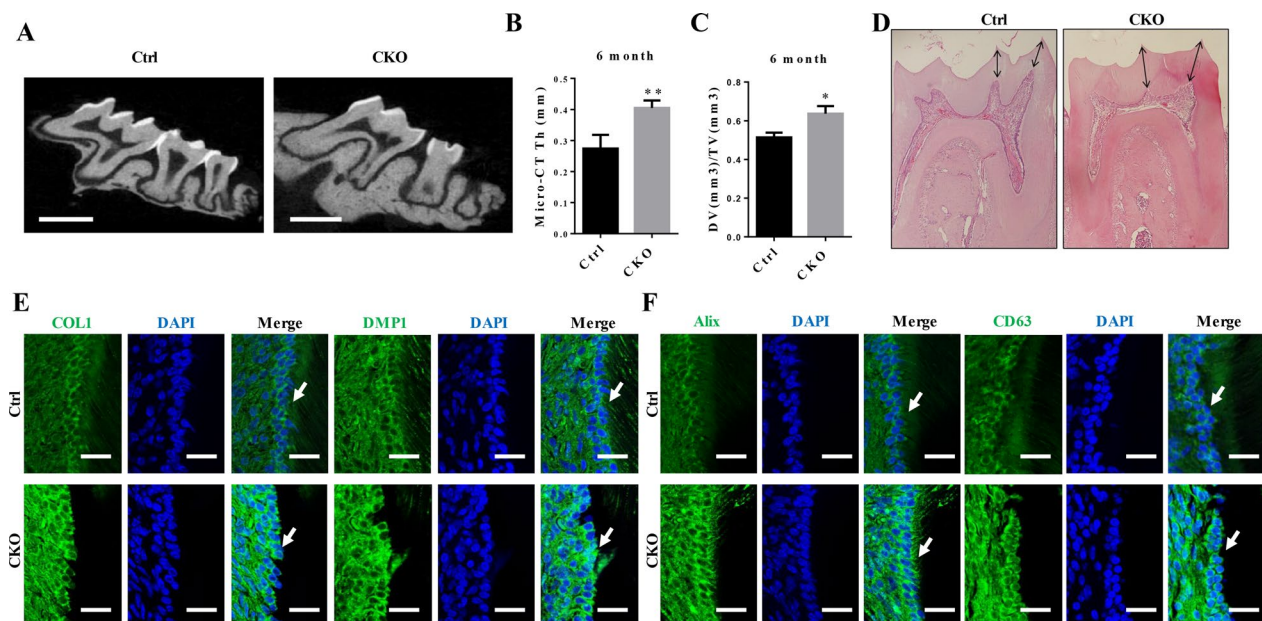 A
Ctrl
CKO
B
6 month
Micro-CT Th (mm)
0.5
0.4
0.3
0.2
0.1
0.0
**
Ctrl
CKO
C
6 month
DV(mm3)/TV(mm3)
0.8
0.6
0.4
0.2
0.0
*
Ctrl
CKO
D
Ctrl
CKO
E
COL1 DAPI Merge DMP1 DAPI Merge
Ctrl
CKO
F
Alix DAPI Merge CD63 DAPI Merge
Ctrl
CKO